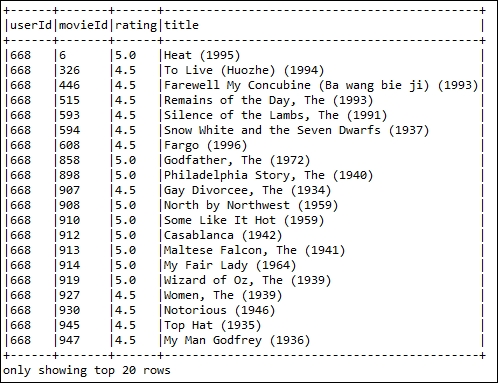 +------+-------+------+--------------------------------------------+
|userId|movieId|rating|title                                       |
+------+-------+------+--------------------------------------------+
|668   |6      |5.0   |Heat (1995)                                 |
|668   |326    |4.5   |To Live (Huozhe) (1994)                     |
|668   |446    |4.5   |Farewell My Concubine (Ba wang bie ji) (1993)|
|668   |515    |4.5   |Remains of the Day, The (1993)              |
|668   |593    |4.5   |Silence of the Lambs, The (1991)            |
|668   |594    |4.5   |Snow White and the Seven Dwarfs (1937)      |
|668   |608    |4.5   |Fargo (1996)                                |
|668   |858    |5.0   |Godfather, The (1972)                       |
|668   |898    |5.0   |Philadelphia Story, The (1940)              |
|668   |907    |4.5   |Gay Divorcee, The (1934)                    |
|668   |908    |5.0   |North by Northwest (1959)                   |
|668   |910    |5.0   |Some Like It Hot (1959)                     |
|668   |912    |5.0   |Casablanca (1942)                           |
|668   |913    |5.0   |Maltese Falcon, The (1941)                  |
|668   |914    |5.0   |My Fair Lady (1964)                         |
|668   |919    |5.0   |Wizard of Oz, The (1939)                    |
|668   |927    |4.5   |Women, The (1939)                           |
|668   |930    |4.5   |Notorious (1946)                            |
|668   |945    |4.5   |Top Hat (1935)                              |
|668   |947    |4.5   |My Man Godfrey (1936)                       |
+------+-------+------+--------------------------------------------+
only showing top 20 rows